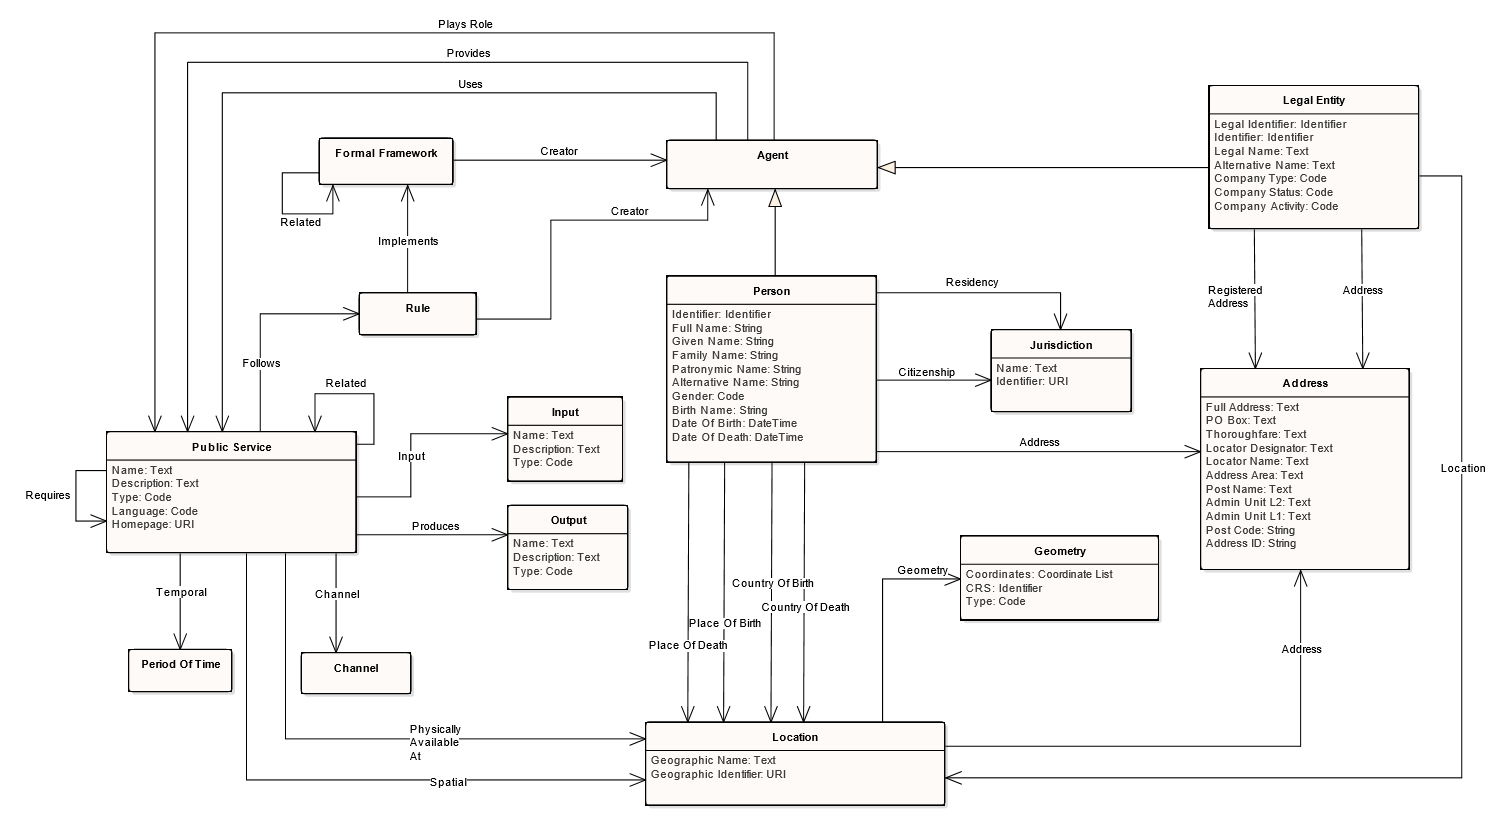 Plays Role
Provides
Uses
Legal Entity
Legal Identifier: Identifier
Identifier: Identifier
Legal Name: Text
Alternative Name: Text
Company Type: Code
Company Status: Code
Company Activity: Code
Formal Framework
Creator
Agent
Related
Creator
Implements
Rule
Person
Identifier: Identifier
Full Name: String
Given Name: String
Family Name: String
Patronymic Name: String
Alternative Name: String
Gender: Code
Birth Name: String
Date Of Birth: DateTime
Date Of Death: DateTime
Residency
Registered
Address
Address
Jurisdiction
Name: Text
Identifier: URI
Citizenship
Follows
Related
Address
Full Address: Text
PO Box: Text
Thoroughfare: Text
Locator Designator: Text
Locator Name: Text
Address Area: Text
Post Name: Text
Admin Unit L2: Text
Admin Unit L1: Text
Post Code: String
Address ID: String
Input
Name: Text
Description: Text
Type: Code
Public Service
Name: Text
Description: Text
Type: Code
Language: Code
Homepage: URI
Input
Address
Location
Requires
Produces
Output
Name: Text
Description: Text
Type: Code
Geometry
Coordinates: Coordinate List
CRS: Identifier
Type: Code
Geometry
Temporal
Channel
Country Of Birth
Country Of Death
Place Of Birth
Place Of Death
Address
Period Of Time
Channel
Physically
Available
At
Location
Geographic Name: Text
Geographic Identifier: URI
Spatial